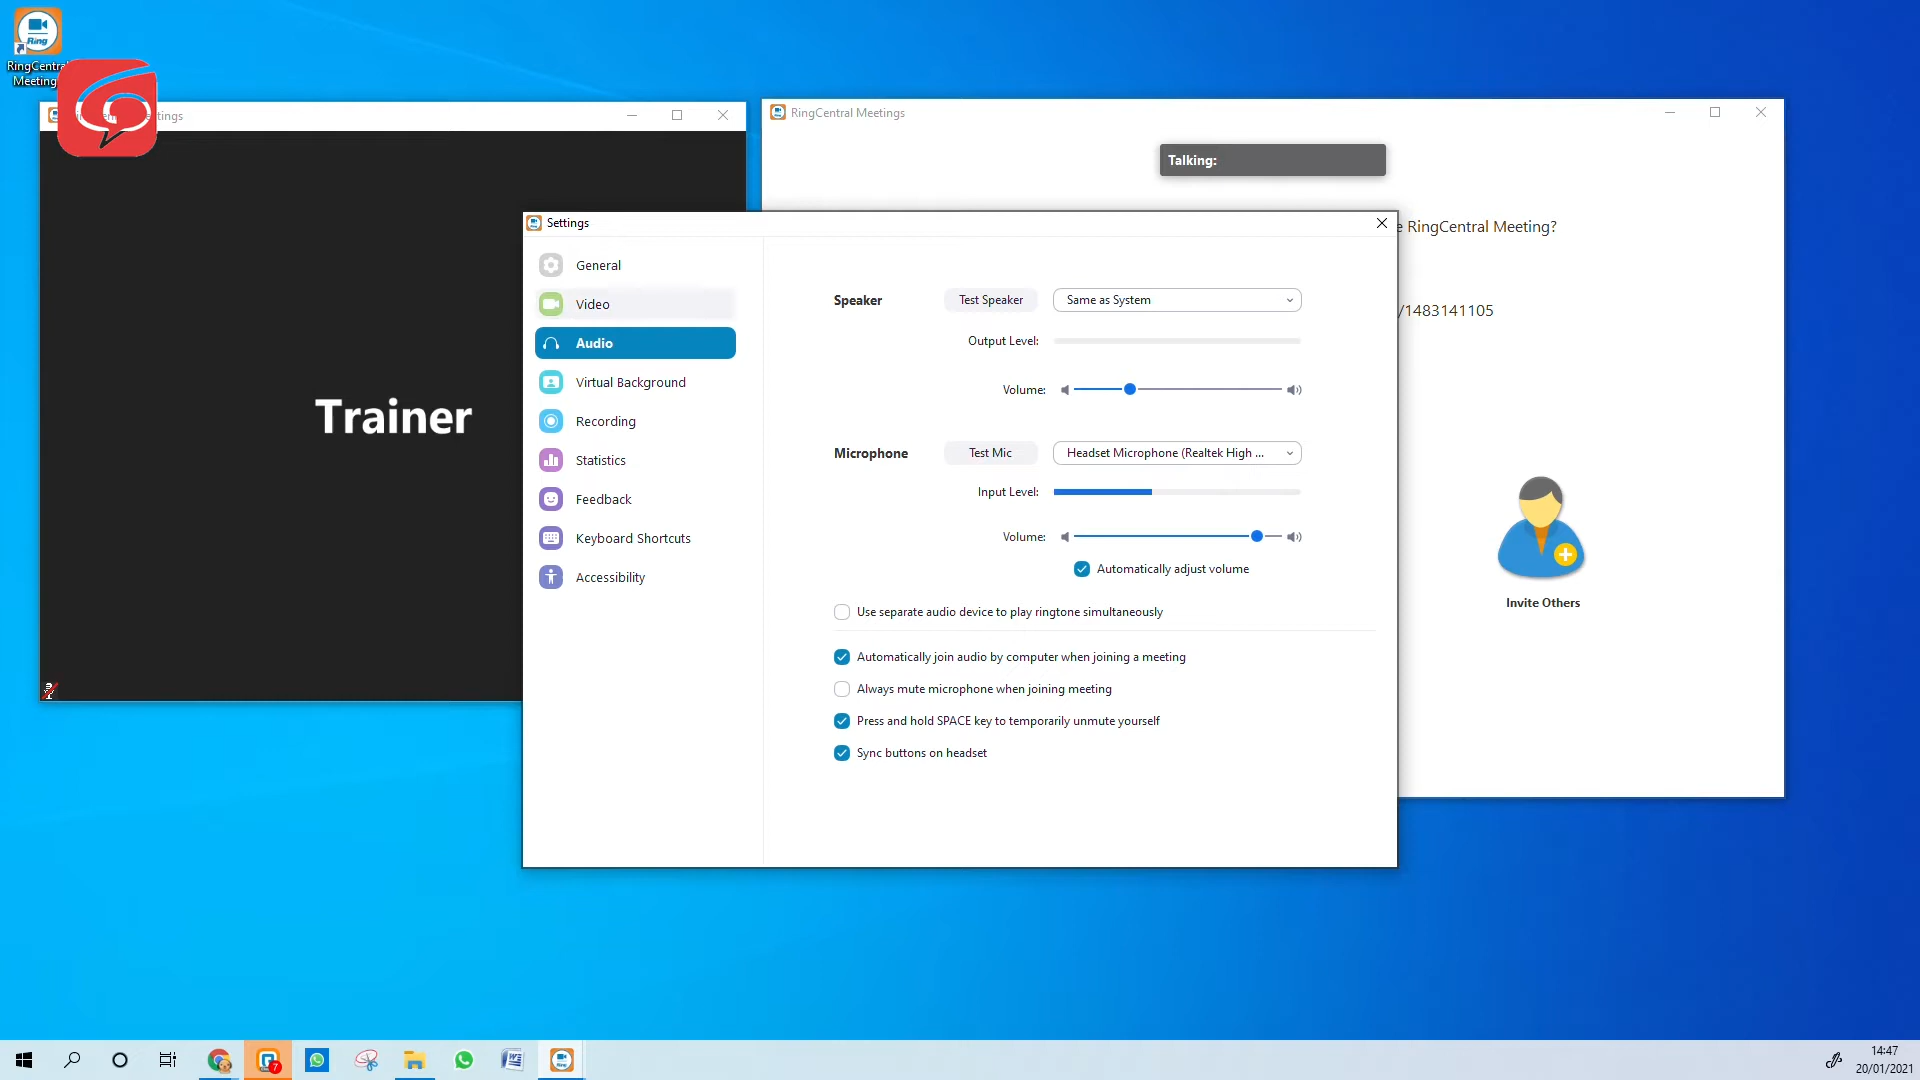 RingCentral
Meeting
RingCentral Meetings
Talking:
Settings
e RingCentral Meeting?
General
Speaker
Test Speaker
Same as System
Video
/1483141105
Output Level:
Audio
Virtual Background
Volume:
Trainer
Recording
Microphone
Test Mic
Headset Microphone (Realtek High ...
Statistics
Input Level:
Feedback
Volume:
Keyboard Shortcuts
Automatically adjust volume
Accessibility
Invite Others
Use separate audio device to play ringtone simultaneously
Automatically join audio by computer when joining a meeting
Always mute microphone when joining meeting
Press and hold SPACE key to temporarily unmute yourself
Sync buttons on headset
7
14:47
20/01/2021